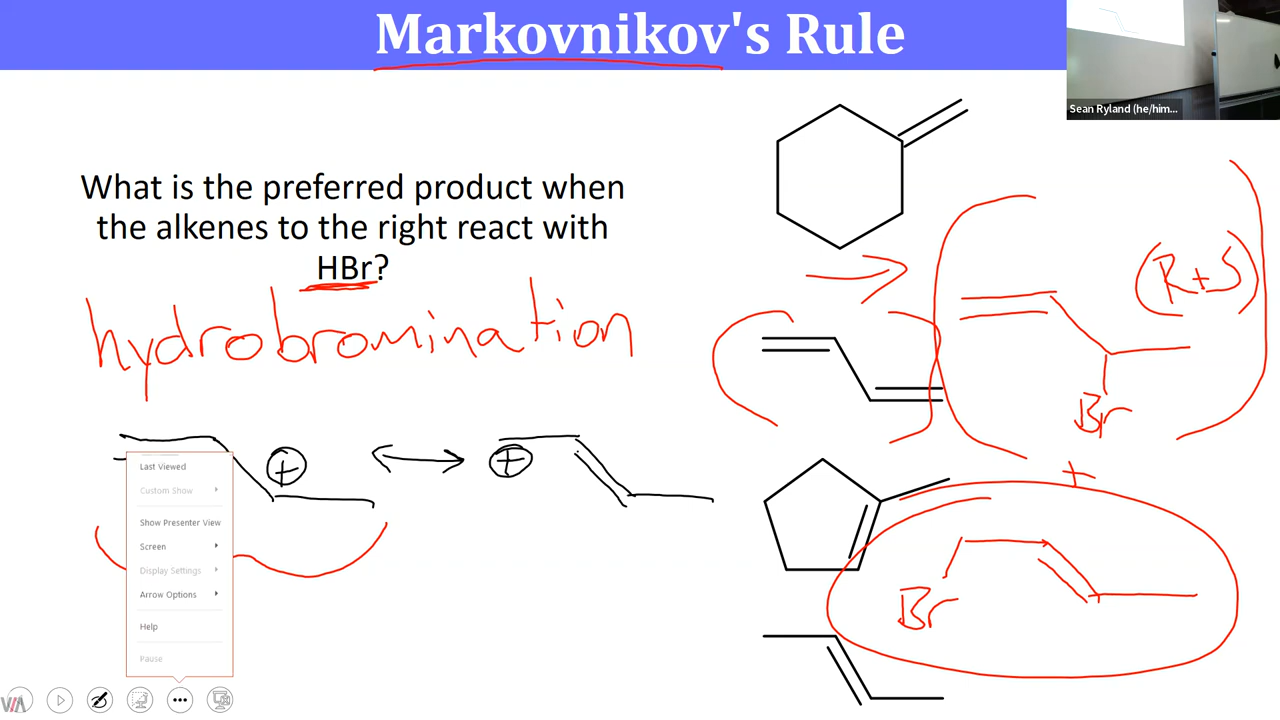 Markovnikov's Rule
Sean Ryland (he/him...
What is the preferred product when
the alkenes to the right react with
HBr?
hydrobromination
(R+S)
Br
+
+
+
Br
Last Viewed
Custom Show
Show Presenter View
Screen
Display Settings
Arrow Options
Help
Pause
VIA